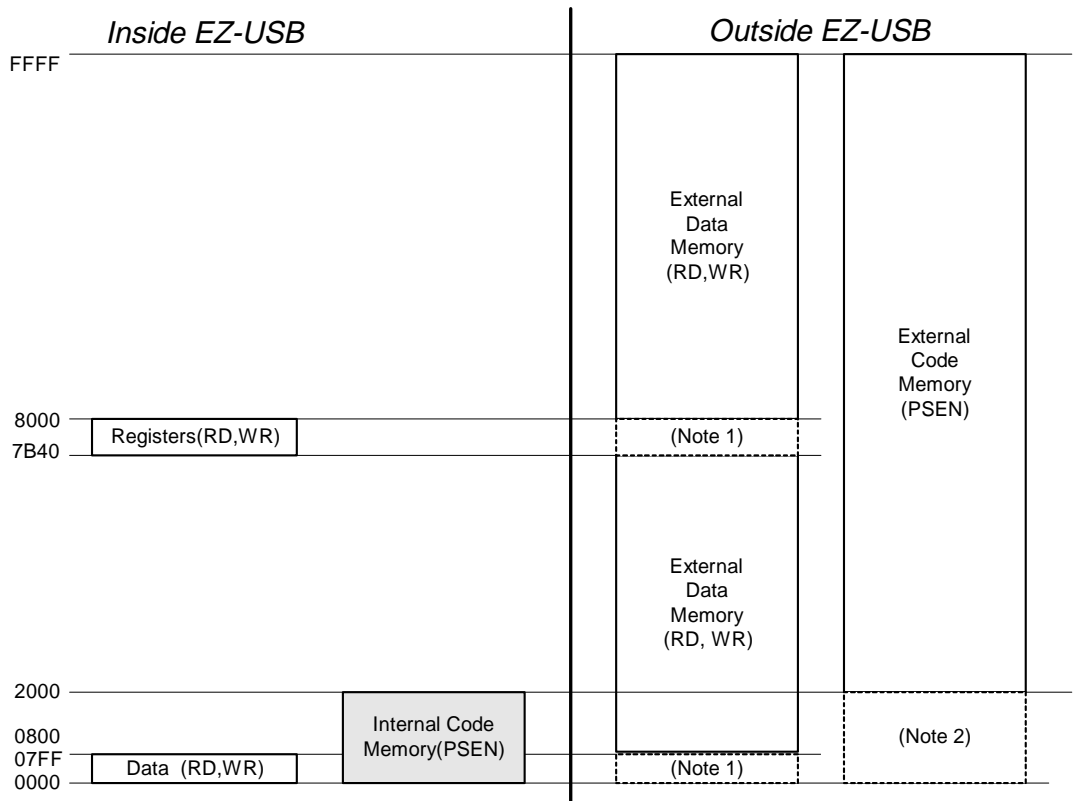 Inside EZ-USB
Outside EZ-USB
FFFF
External
Data
Memory
(RD,WR)
External
Code
Memory
(PSEN)
8000
Registers(RD,WR)
(Note 1)
7B40
External
Data
Memory
(RD, WR)
2000
Internal Code
Memory(PSEN)
0800
(Note 2)
07FF
Data (RD,WR)
(Note 1)
0000